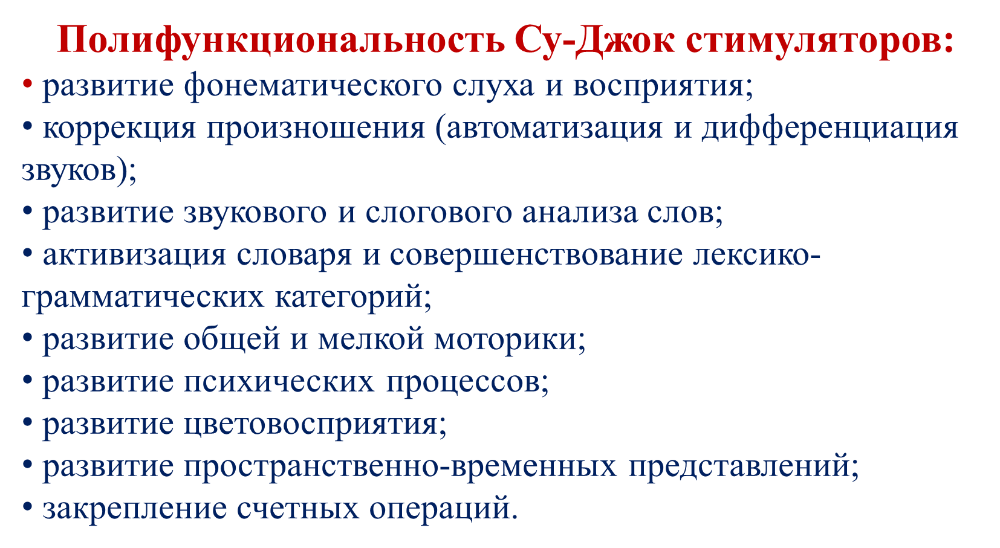 Полифункциональность Су-Джок стимуляторов:
• развитие фонематического слуха и восприятия;
• коррекция произношения (автоматизация и дифференциация
звуков);
• развитие звукового и слогового анализа слов;
• активизация словаря и совершенствование лексико-
грамматических категорий;
• развитие общей и мелкой моторики;
• развитие психических процессов;
• развитие цветовосприятия;
• развитие пространственно-временных представлений;
• закрепление счетных операций.